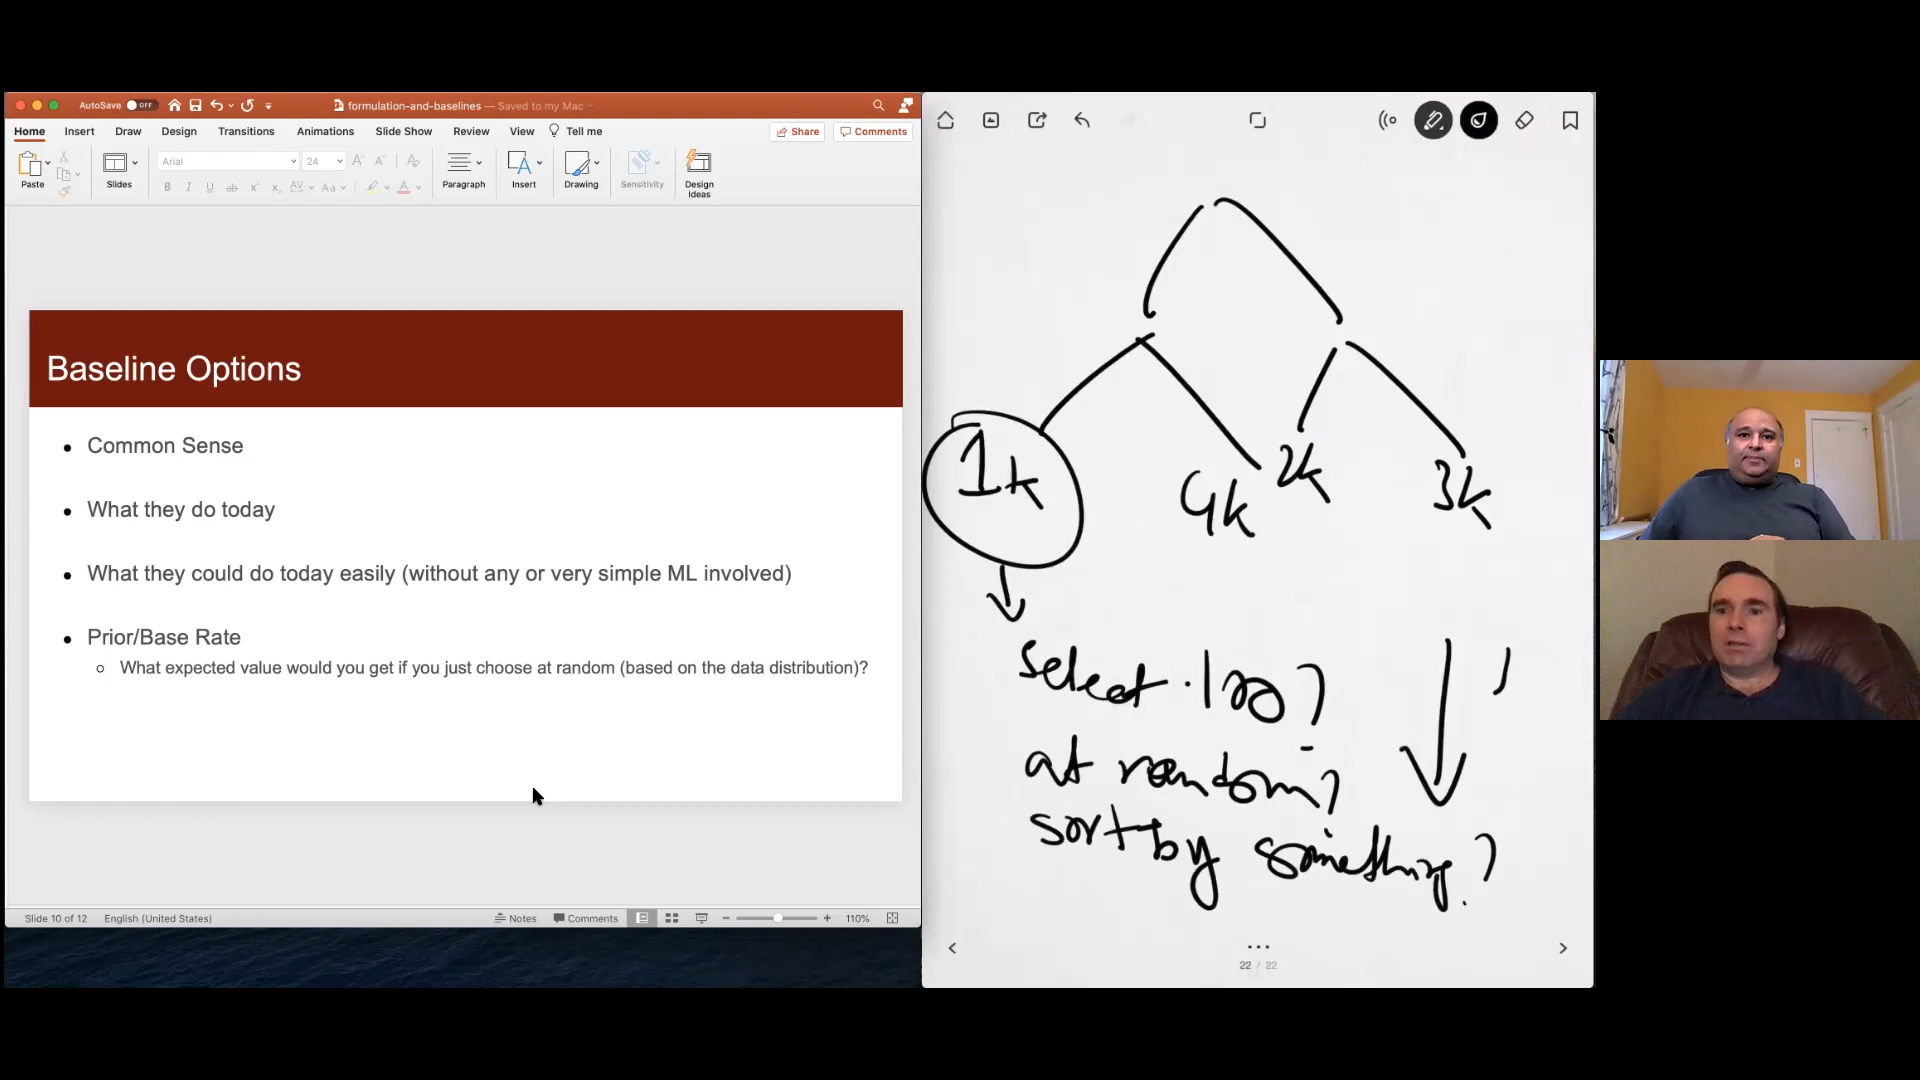 AutoSave OFF
formulation-and-baselines — Saved to my Mac
Home Insert Draw Design Transitions Animations Slide Show Review View Tell me
Share Comments
Paste
Slides
Arial 24
B I U ab x² x₂ AV Aa A
Paragraph
Insert
Drawing
Sensitivity
Design
Ideas
Baseline Options
• Common Sense
• What they do today
• What they could do today easily (without any or very simple ML involved)
• Prior/Base Rate
○ What expected value would you get if you just choose at random (based on the data distribution)?
Slide 10 of 12 English (United States) Notes Comments 110%
1k
4k
2k
3k
select 100?
at random?
sort by something?
22 / 22